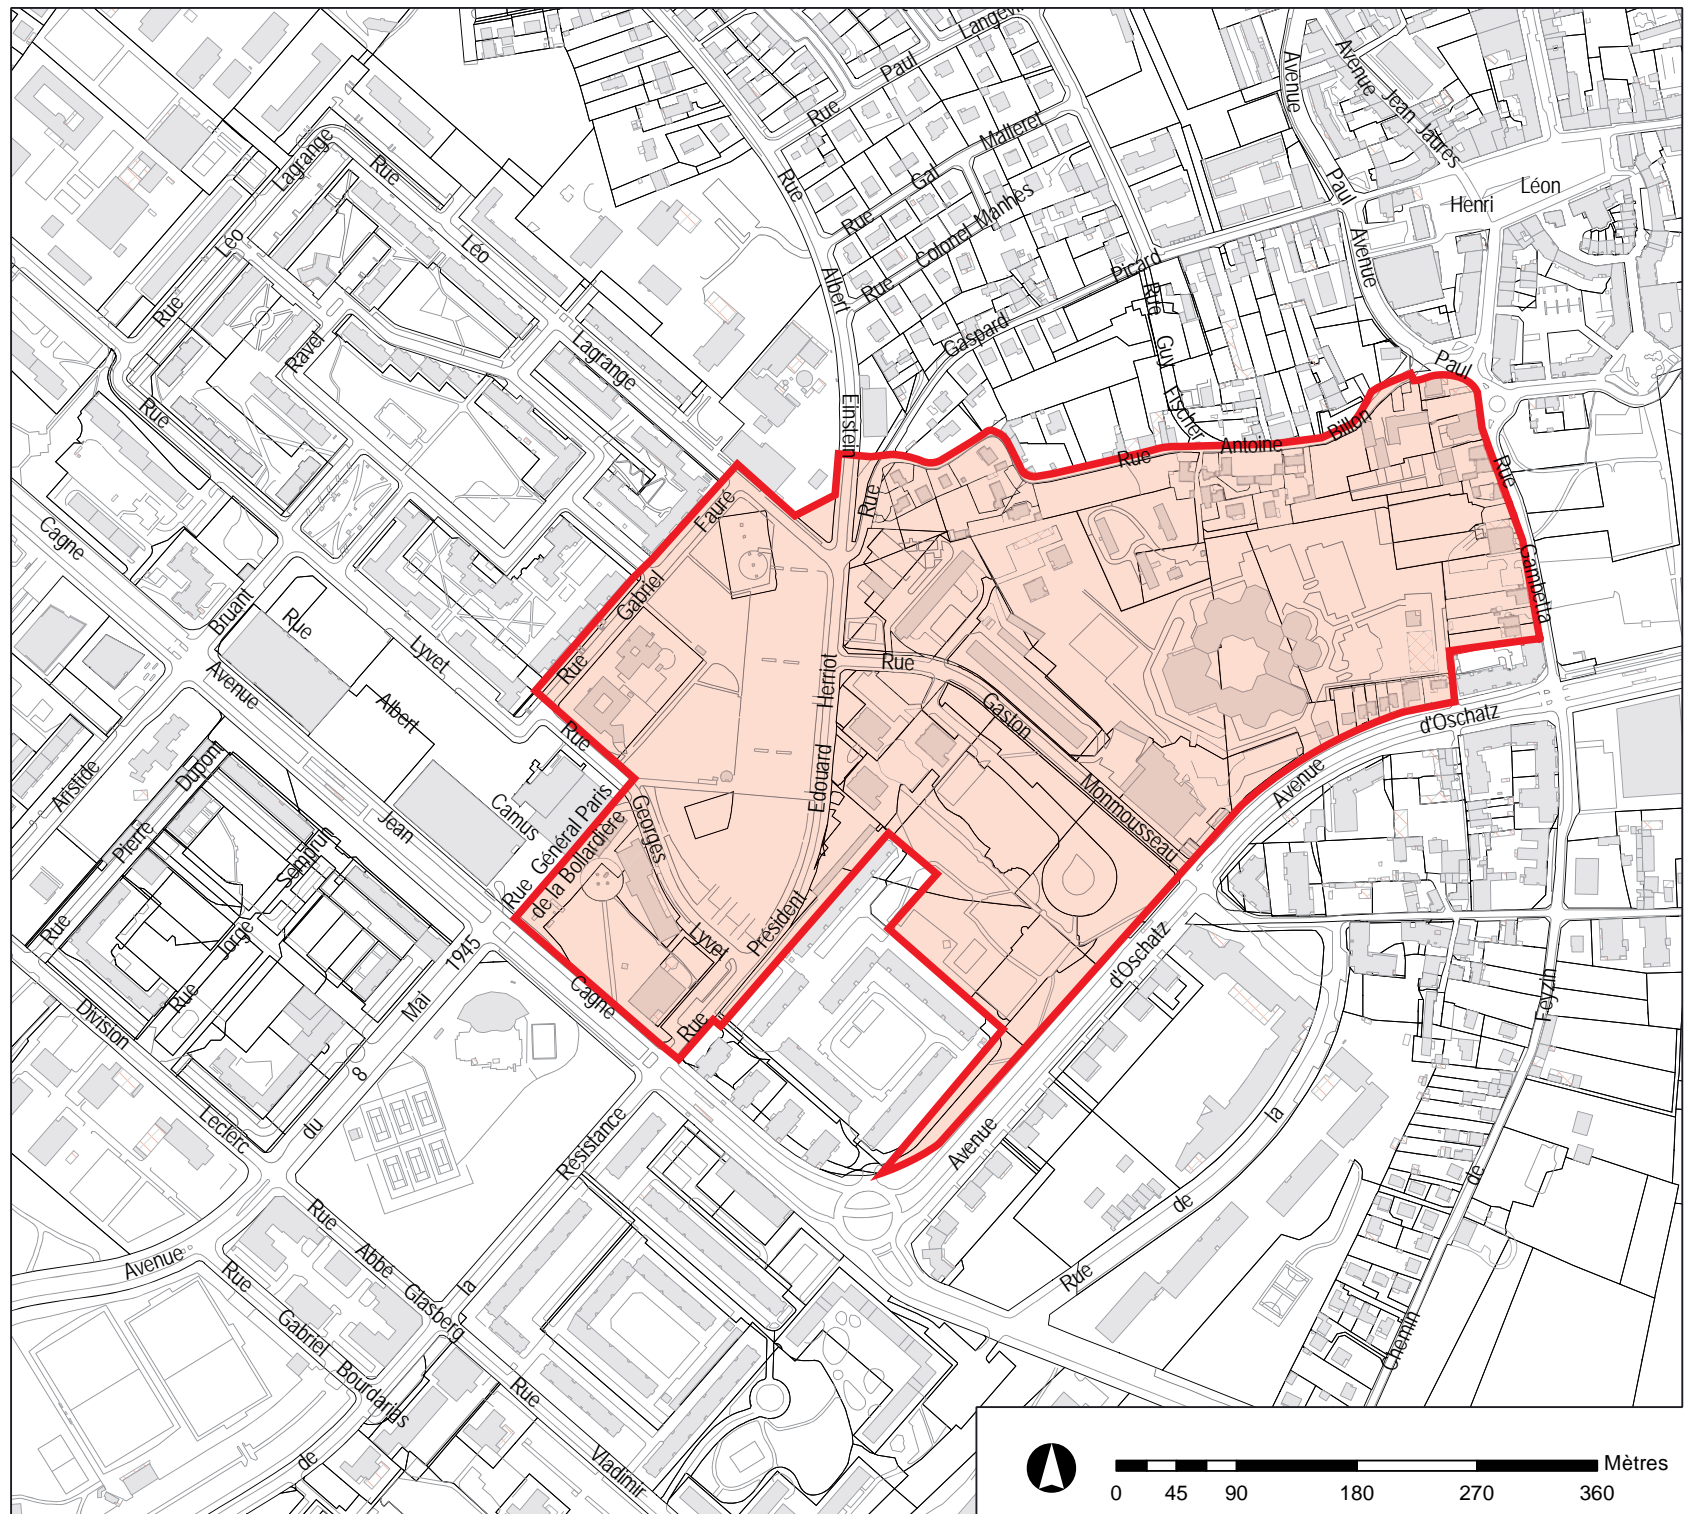 Langevi
Paul
Rue
Avenue
Avenue
Jean Jaurès
Malleret
Gal
Rue
Rue
Colonel Manhès
Rue
Paul
Avenue
Léon
Henri
Lagrange
Rue
Léo
Rue
Léo
Lagrange
Albert
Einstein
Gaspard
Picard
Rue
Guy
Fischer
Ravel
Rue
Paul
Rue
Antoine
Billon
Rue
Gambetta
Cagne
Rue
Fauré
Gabriel
Rue
Bruant
Rue
Lyvet
Avenue
Albert
Rue
Rue
Gaston
Monmousseau
Herriot
Edouard
Président
Rue
d'Oschatz
Avenue
Aristide
Dupont
Pierre
Rue
Jean
Camus
Rue Général Paris
de la Bollardière
Georges
Lyvet
Semprun
Jorge
Rue
Cagne
1945
Mai
8
du
Division
Leclerc
d'Oschatz
Avenue
Feyzin
de
Chemin
la
de
Rue
Résistance
la
de
Avenue
Rue
Abbé
Glasberg
Rue
Gabriel
Bourdarias
Rue
Vladimir
Mètres
0 45 90 180 270 360